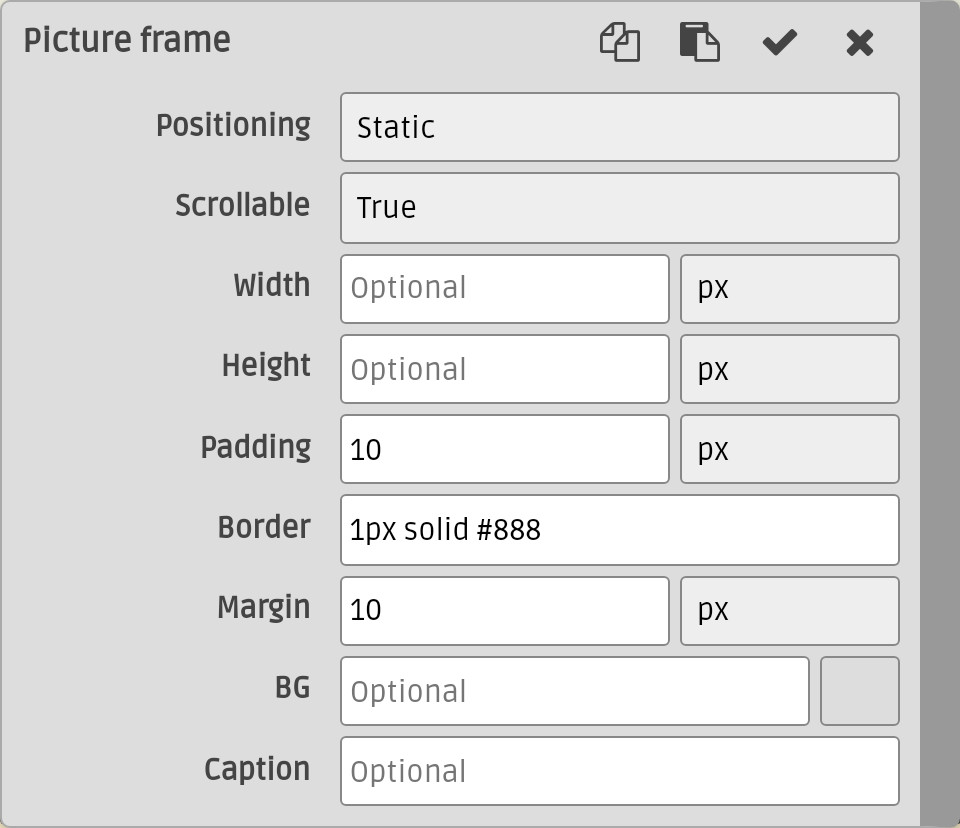 Picture frame
Positioning Static
Scrollable True
Width Optional px
Height Optional px
Padding 10 px
Border 1px solid #888
Margin 10 px
BG Optional
Caption Optional